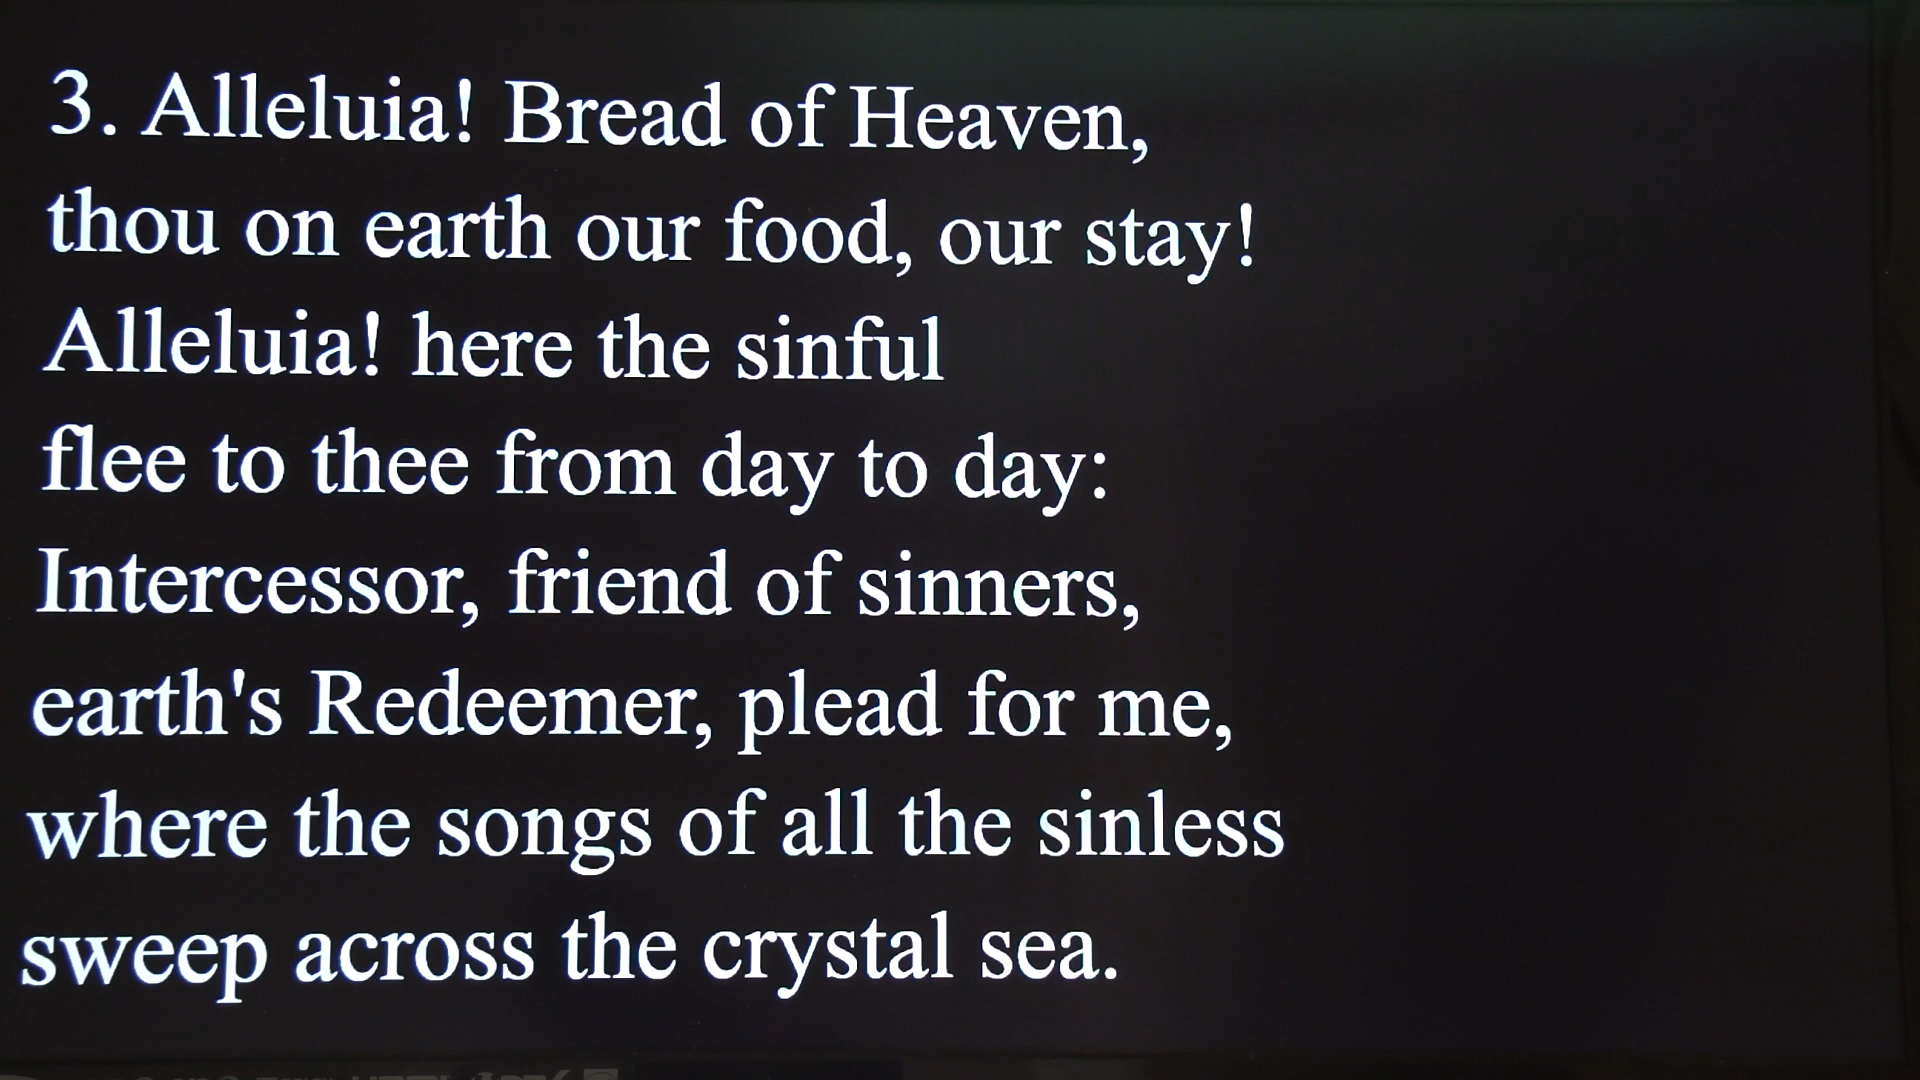 3. Alleluia! Bread of Heaven,
thou on earth our food, our stay!
Alleluia! here the sinful
flee to thee from day to day:
Intercessor, friend of sinners,
earth's Redeemer, plead for me,
where the songs of all the sinless
sweep across the crystal sea.